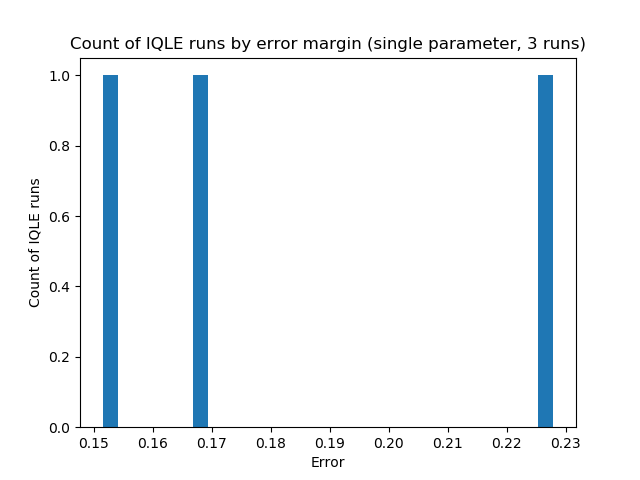 Count of IQLE runs by error margin (single parameter, 3 runs)
1.0
0.8
0.6
0.4
0.2
0.0
Count of IQLE runs
0.15 0.16 0.17 0.18 0.19 0.20 0.21 0.22 0.23
Error